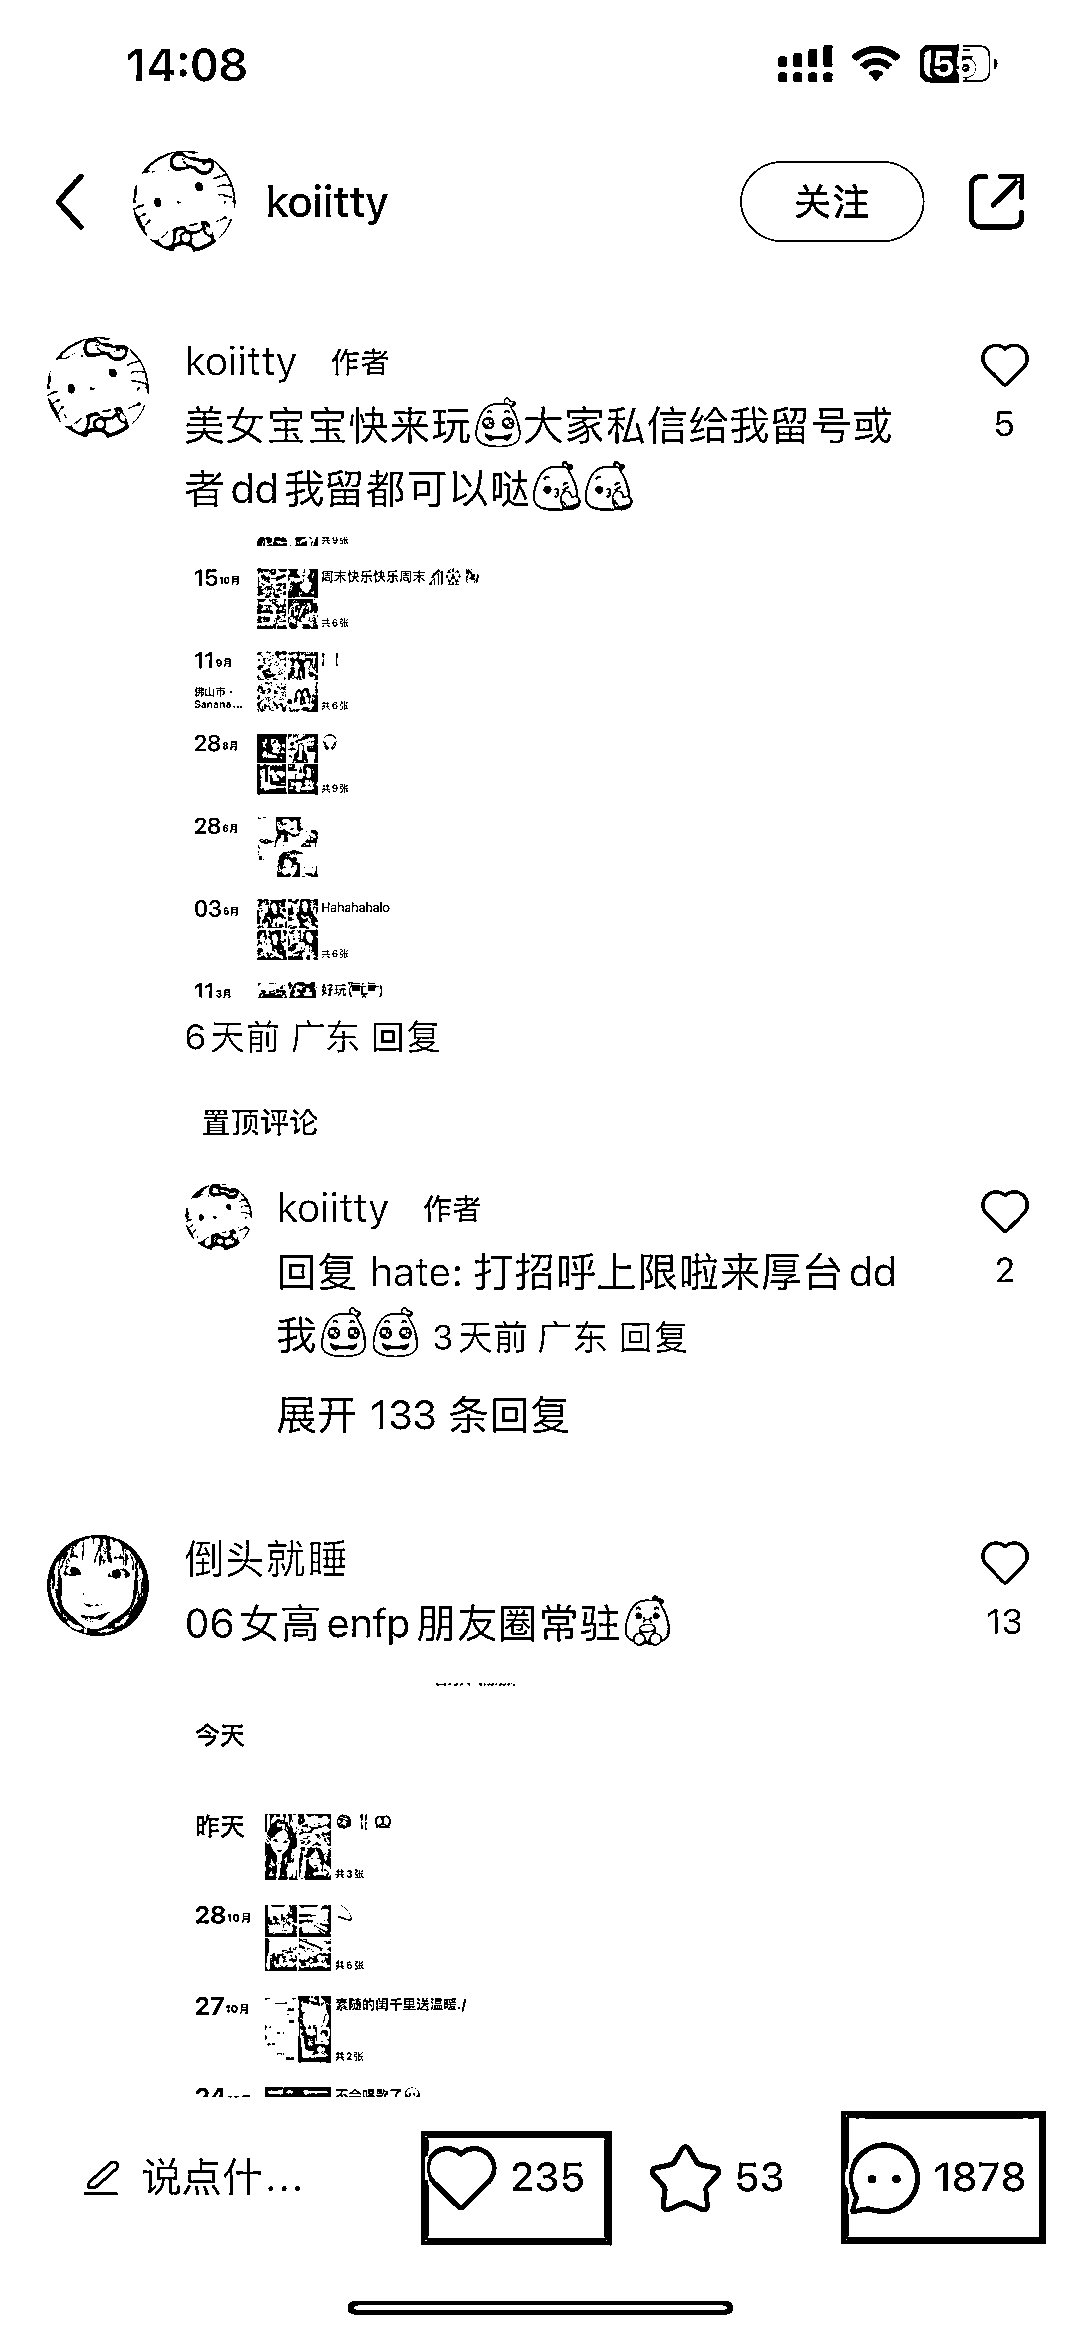 14:08
koiitty
关注
koiitty 作者
5
美女宝宝快来玩大家私信给我留号或
者dd我留都可以哒
共9张
15 10月 周末快乐快乐周末
共6张
11 9月
佛山市·
Sanana...
共6张
28 8月
共9张
28 6月
03 6月 Hahahahalo
共6张
11 3月 好玩
6天前 广东 回复
置顶评论
koiitty 作者
2
回复 hate: 打招呼上限啦来厚台dd
我 3天前 广东 回复
展开 133 条回复
倒头就睡
13
06女高enfp朋友圈常驻
今天
昨天
共3张
28 10月
共6张
27 10月 素随的闺千里送温暖./
共2张
说点什...
235
53
1878